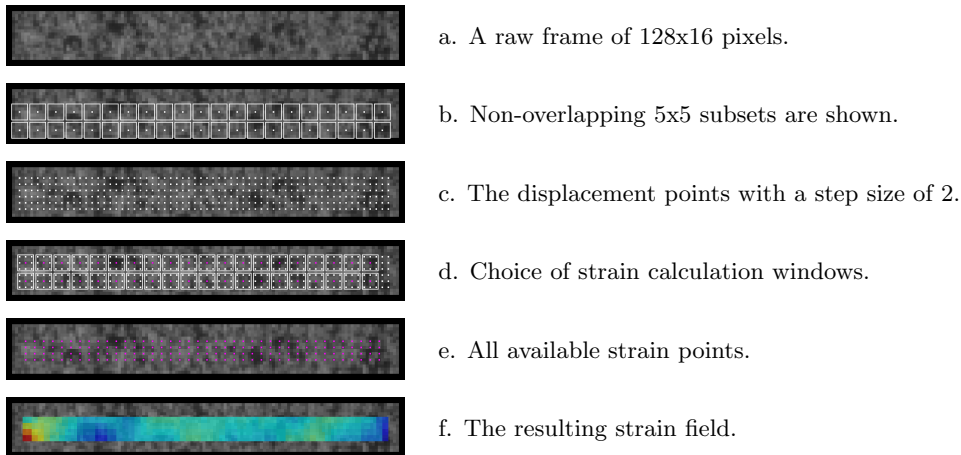 a. A raw frame of 128x16 pixels.
b. Non-overlapping 5x5 subsets are shown.
c. The displacement points with a step size of 2.
d. Choice of strain calculation windows.
e. All available strain points.
f. The resulting strain field.